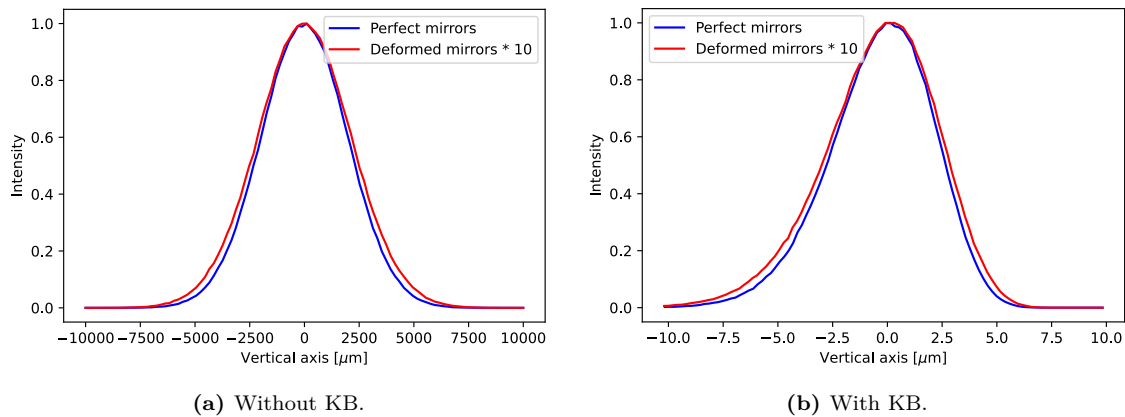 Perfect mirrors
Deformed mirrors * 10
Intensity
1.0
0.8
0.6
0.4
0.2
0.0
−10000 −7500 −5000 −2500 0 2500 5000 7500 10000
Vertical axis [μm]
(a) Without KB.
Perfect mirrors
Deformed mirrors * 10
Intensity
1.0
0.8
0.6
0.4
0.2
0.0
−10.0 −7.5 −5.0 −2.5 0.0 2.5 5.0 7.5 10.0
Vertical axis [μm]
(b) With KB.